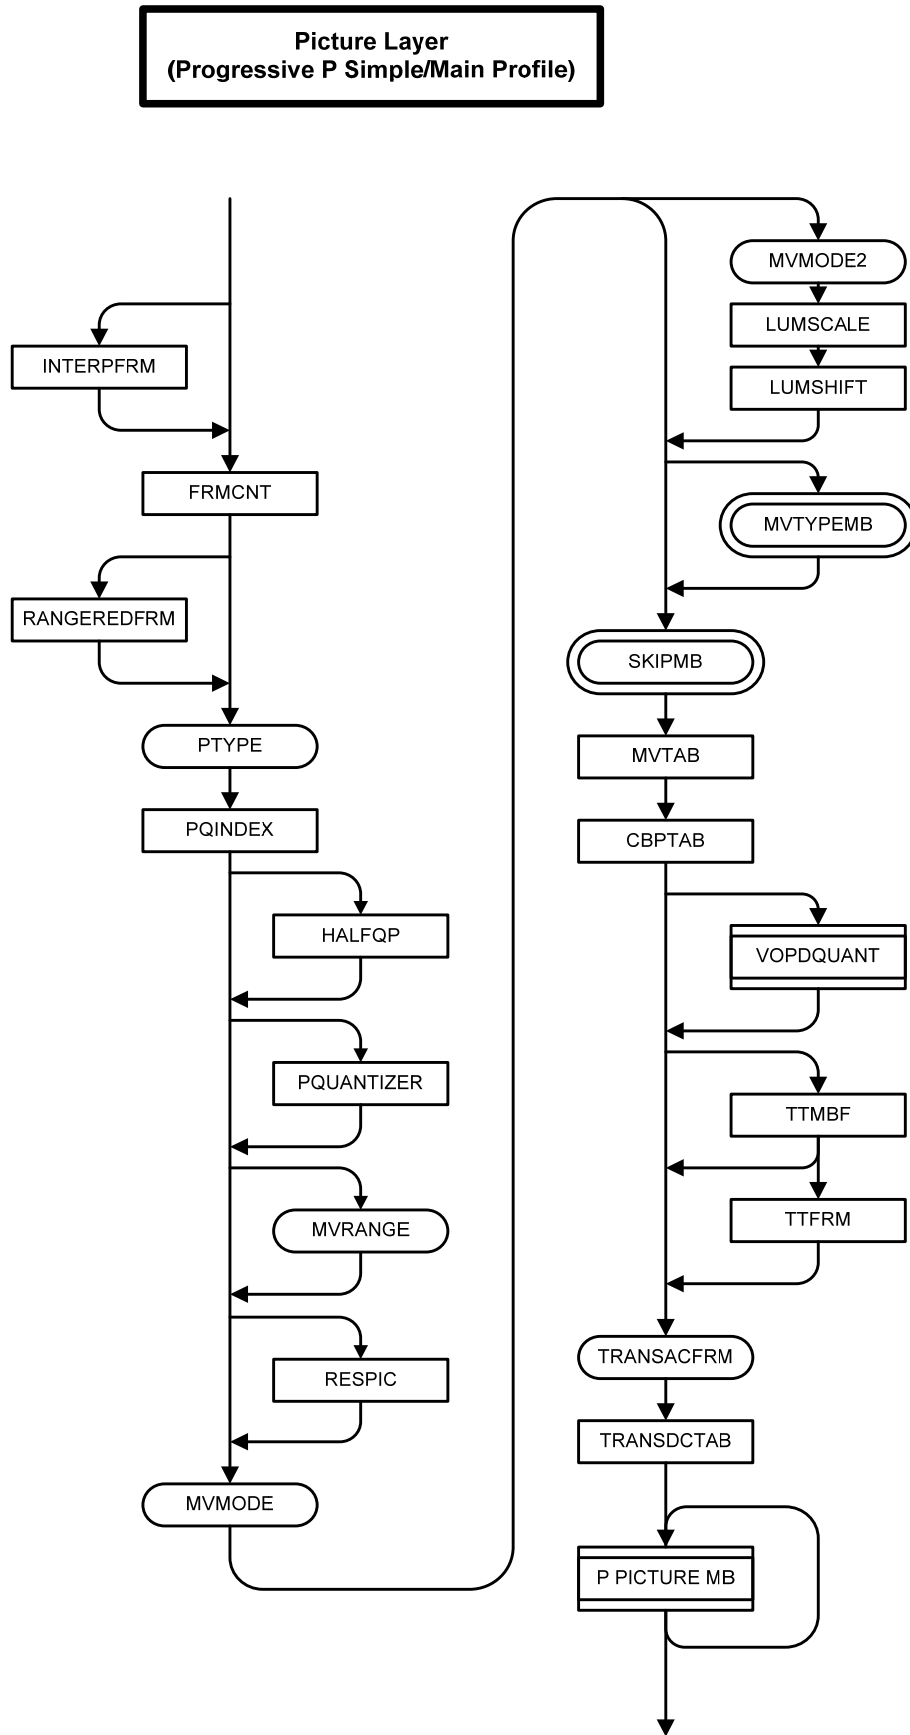 Picture Layer
(Progressive P Simple/Main Profile)
INTERPFRM
FRMCNT
RANGEREDFRM
PTYPE
PQINDEX
HALFQP
PQUANTIZER
MVRANGE
RESPIC
MVMODE
MVMODE2
LUMSCALE
LUMSHIFT
MVTYPEMB
SKIPMB
MVTAB
CBPTAB
VOPDQUANT
TTMBF
TTFRM
TRANSACFRM
TRANSDCTAB
P PICTURE MB